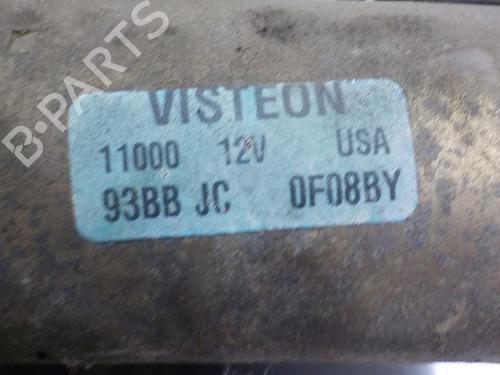 B-PARTS
VISTEON
11000 12V USA
93BB JC 0F08BY